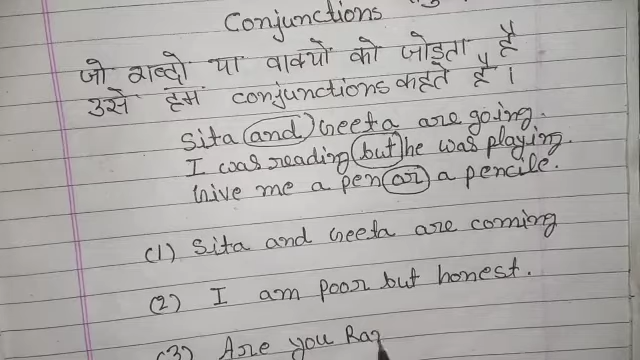 Conjunctions
जो शब्दो या वाक्यो को जोड़ता है
उसे हम conjunctions कहते हैं।
Sita and Geeta are going.
I was reading but he was playing.
Give me a pen or a pencile.
(1) Sita and Geeta are coming
(2) I am poor but honest.
(3) Are you Ra